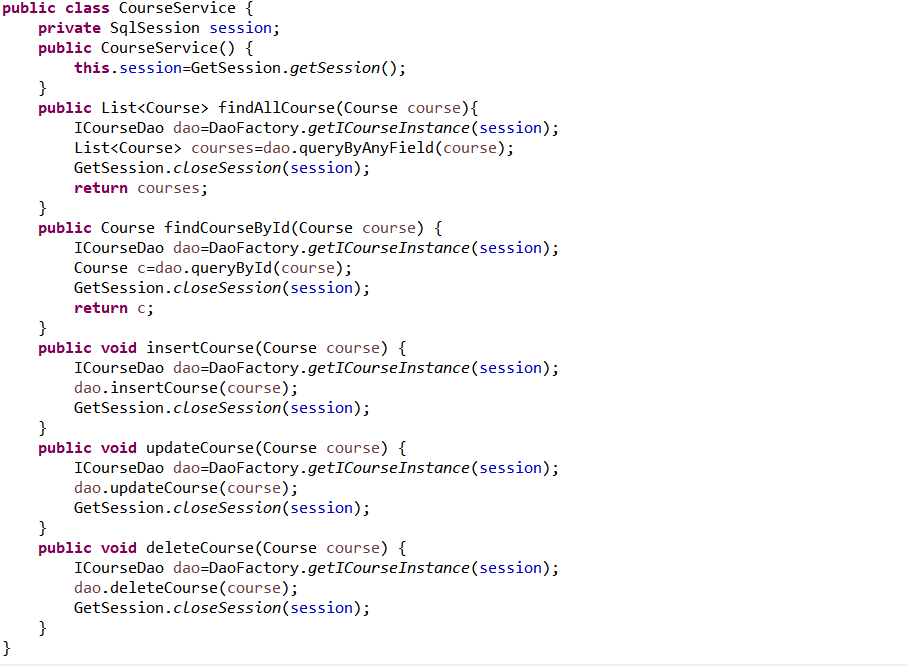 public class CourseService {
    private SqlSession session;
    public CourseService() {
        this.session=GetSession.getSession();
    }
    public List<Course> findAllCourse(Course course){
        ICourseDao dao=DaoFactory.getICourseInstance(session);
        List<Course> courses=dao.queryByAnyField(course);
        GetSession.closeSession(session);
        return courses;
    }
    public Course findCourseById(Course course) {
        ICourseDao dao=DaoFactory.getICourseInstance(session);
        Course c=dao.queryById(course);
        GetSession.closeSession(session);
        return c;
    }
    public void insertCourse(Course course) {
        ICourseDao dao=DaoFactory.getICourseInstance(session);
        dao.insertCourse(course);
        GetSession.closeSession(session);
    }
    public void updateCourse(Course course) {
        ICourseDao dao=DaoFactory.getICourseInstance(session);
        dao.updateCourse(course);
        GetSession.closeSession(session);
    }
    public void deleteCourse(Course course) {
        ICourseDao dao=DaoFactory.getICourseInstance(session);
        dao.deleteCourse(course);
        GetSession.closeSession(session);
    }
}